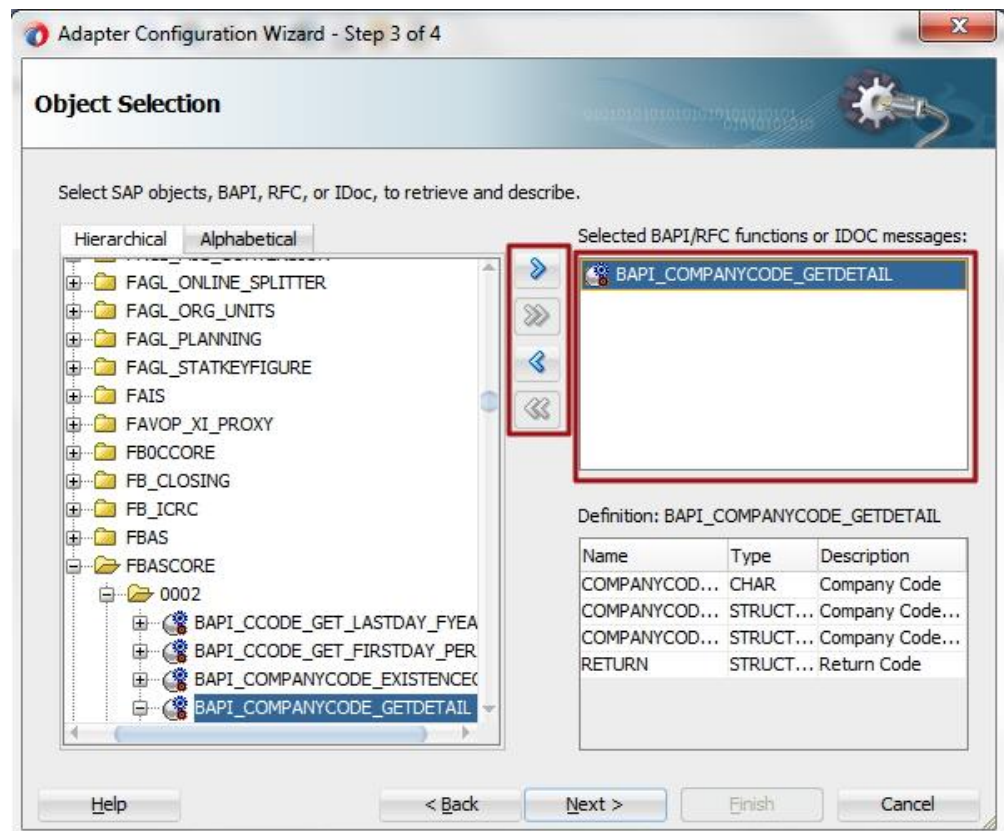 Adapter Configuration Wizard - Step 3 of 4
x
Object Selection
Select SAP objects, BAPI, RFC, or IDoc, to retrieve and describe.
Hierarchical Alphabetical
FAGL_ONLINE_SPLITTER
FAGL_ORG_UNITS
FAGL_PLANNING
FAGL_STATKEYFIGURE
FAIS
FAVOP_XI_PROXY
FB0CCORE
FB_CLOSING
FB_ICRC
FBAS
FBASCORE
0002
BAPI_CCODE_GET_LASTDAY_FYEA
BAPI_CCODE_GET_FIRSTDAY_PER
BAPI_COMPANYCODE_EXISTENCEC
BAPI_COMPANYCODE_GETDETAIL
Selected BAPI/RFC functions or IDOC messages:
BAPI_COMPANYCODE_GETDETAIL
Definition: BAPI_COMPANYCODE_GETDETAIL
Name Type Description
COMPANYCOD... CHAR Company Code
COMPANYCOD... STRUCT... Company Code...
COMPANYCOD... STRUCT... Company Code...
RETURN STRUCT... Return Code
Help < Back Next > Finish Cancel